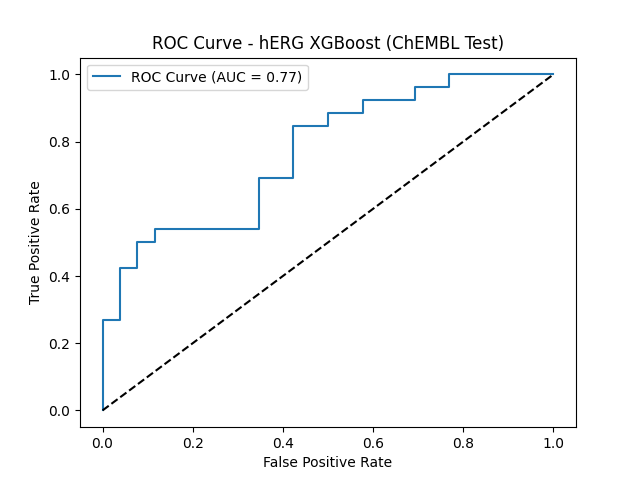 ROC Curve - hERG XGBoost (ChEMBL Test)
ROC Curve (AUC = 0.77)
1.0
0.8
0.6
0.4
0.2
0.0
True Positive Rate
0.0 0.2 0.4 0.6 0.8 1.0
False Positive Rate